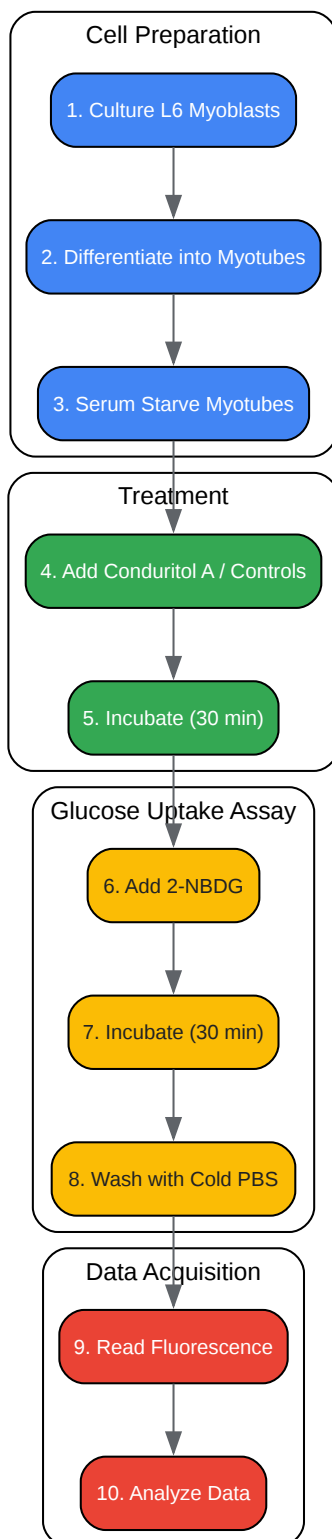 Cell Preparation
1. Culture L6 Myoblasts
2. Differentiate into Myotubes
3. Serum Starve Myotubes
Treatment
4. Add Conduritol A / Controls
5. Incubate (30 min)
Glucose Uptake Assay
6. Add 2-NBDG
7. Incubate (30 min)
8. Wash with Cold PBS
Data Acquisition
9. Read Fluorescence
10. Analyze Data